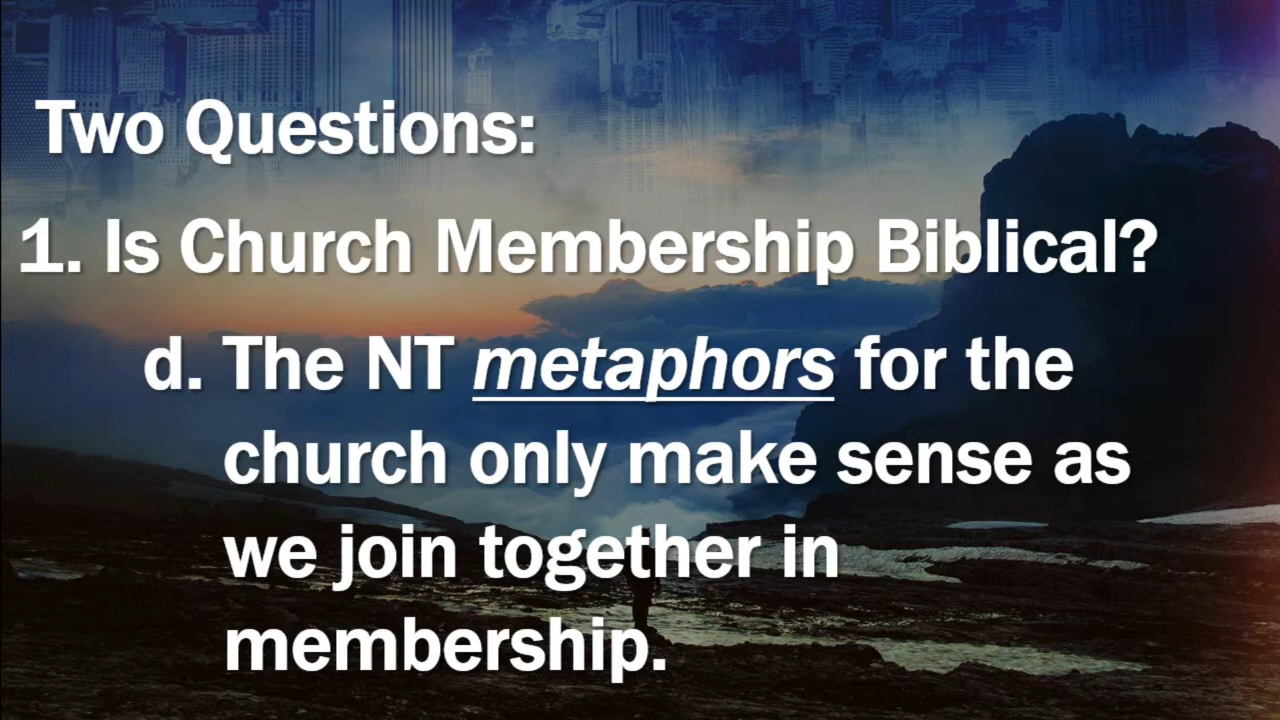 Two Questions:
1. Is Church Membership Biblical?
d. The NT metaphors for the
church only make sense as
we join together in
membership.